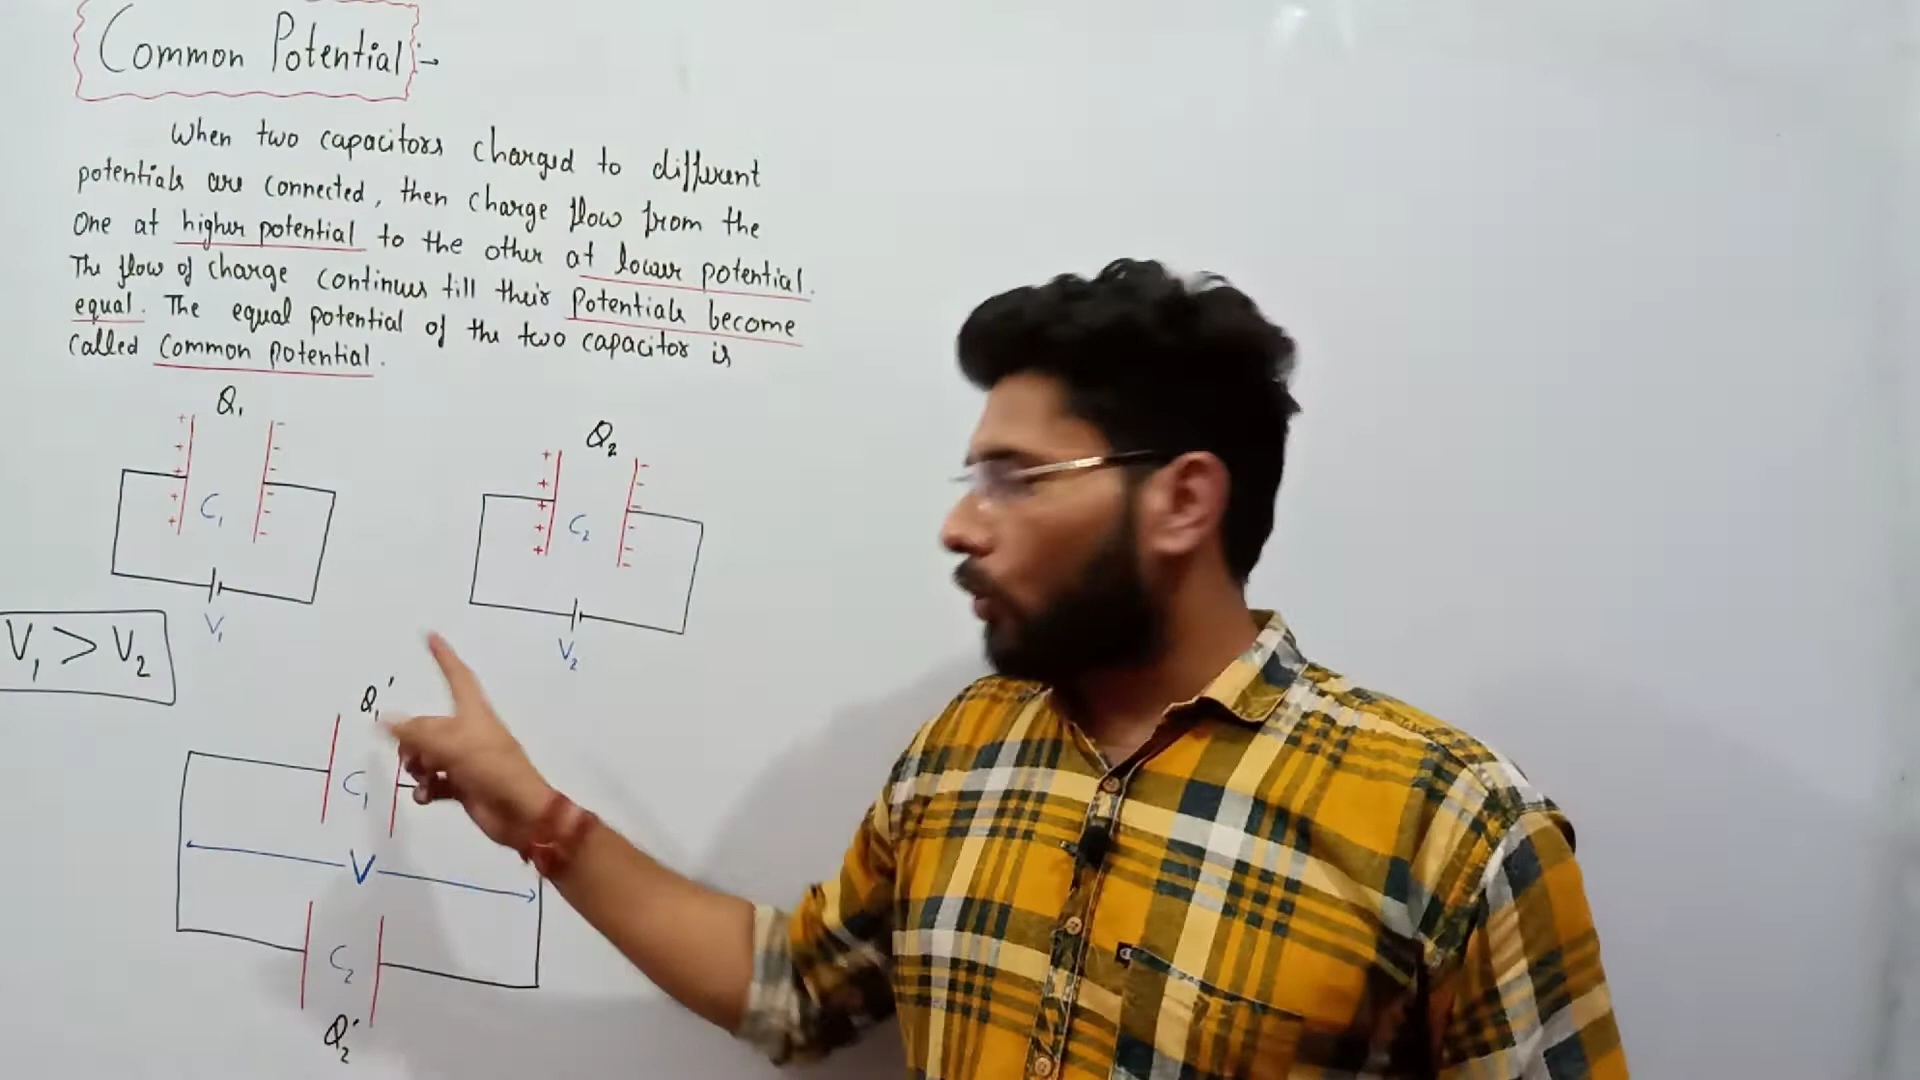 Common Potential :→
When two capacitors charged to different
potentials are connected, then charge flow from the
One at higher potential to the other at lower potential.
The flow of charge continues till their Potentials become
equal. The equal potential of the two capacitor is
called Common potential.
Q₁
Q₂
+ -
C₁
C₂
V₁
V₂
V₁ > V₂
Q₁'
C₁
V
C₂
Q₂'